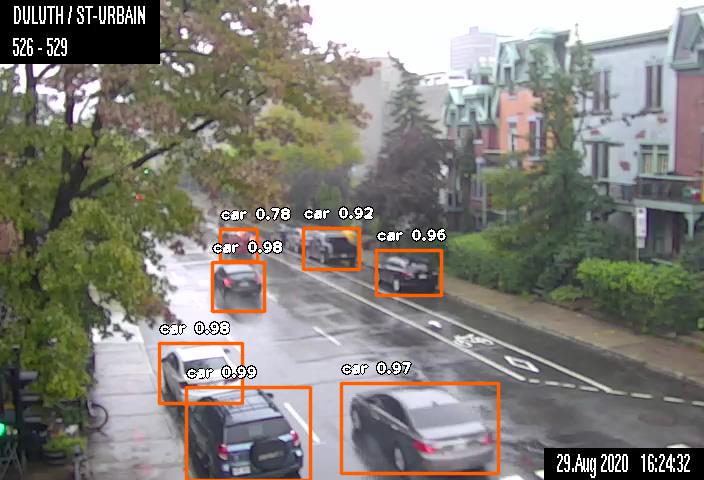 DULUTH / ST-URBAIN
526 - 529
car 0.78
car 0.92
car 0.98
car 0.96
car 0.98
car 0.99
car 0.97
29.Aug 2020 16:24:32